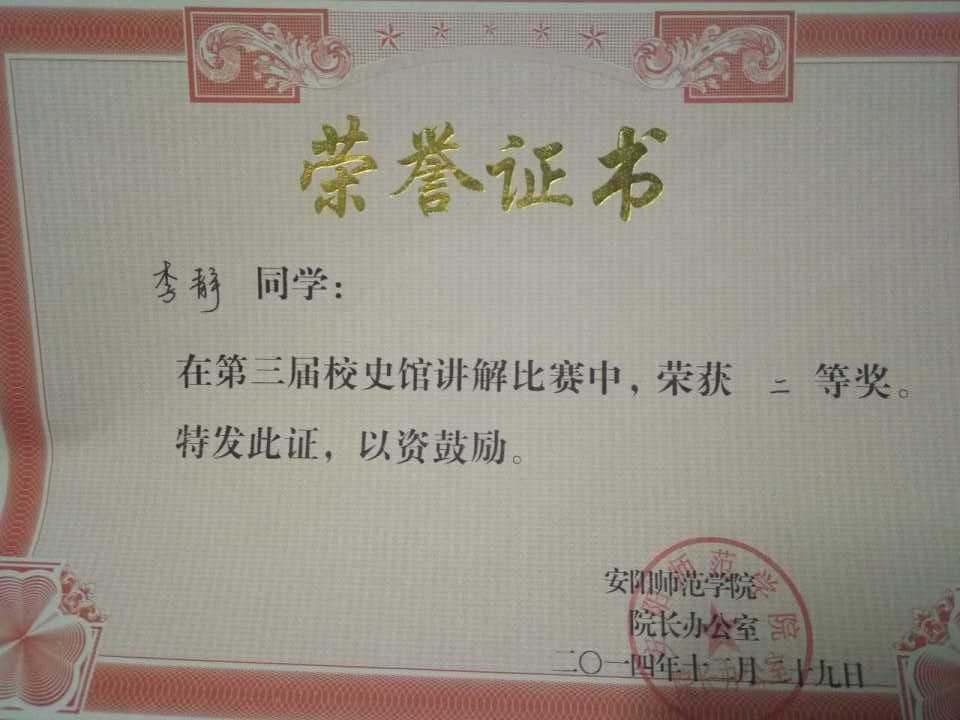 荣誉证书
李静 同学：
在第三届校史馆讲解比赛中，荣获 二 等奖。
特发此证，以资鼓励。
安阳师范学院
院长办公室
二〇一四年十二月二十九日